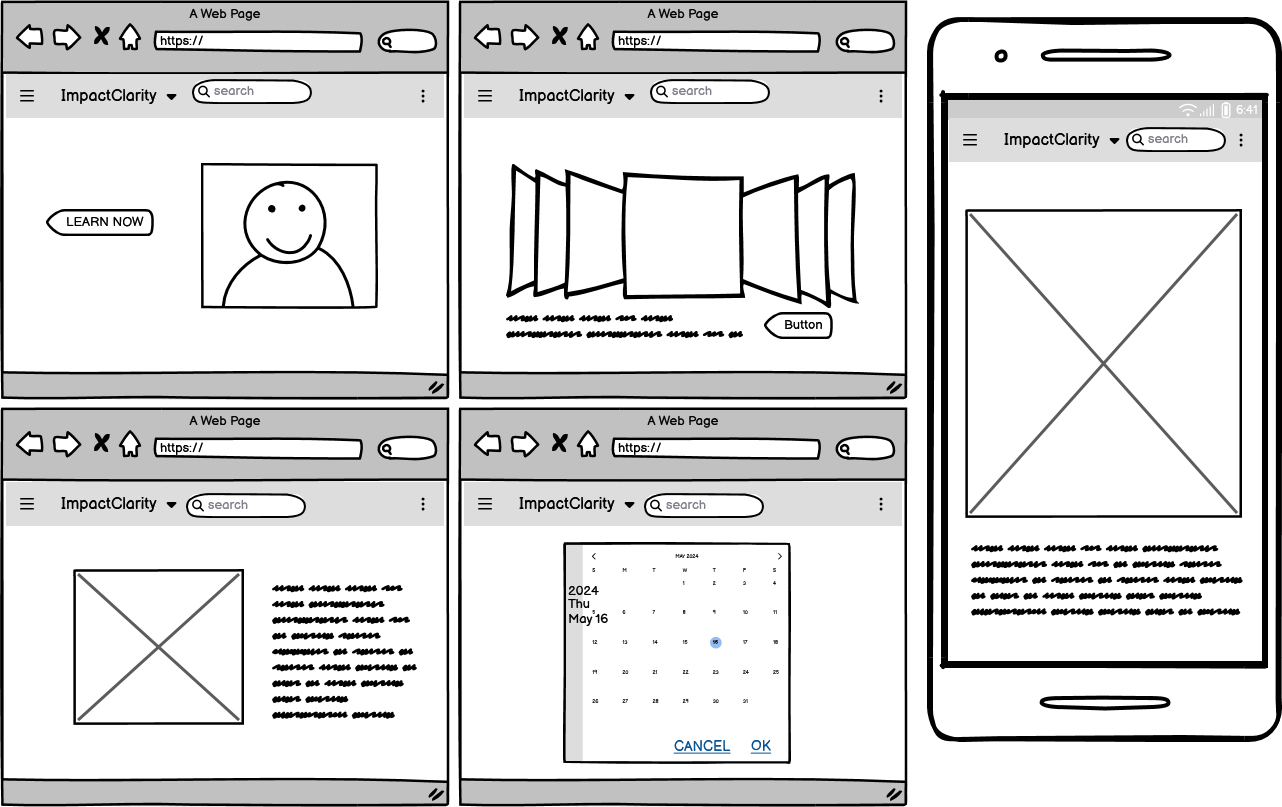 A Web Page
https://
ImpactClarity
search
LEARN NOW
A Web Page
https://
ImpactClarity
search
Button
A Web Page
https://
ImpactClarity
search
A Web Page
https://
ImpactClarity
search
MAY 2024
S M T W T F S
1 2 3 4
2024
Thu
May 16
5 6 7 8 9 10 11
12 13 14 15 16 17 18
19 20 21 22 23 24 25
26 27 28 29 30 31
CANCEL OK
6:41
ImpactClarity
search